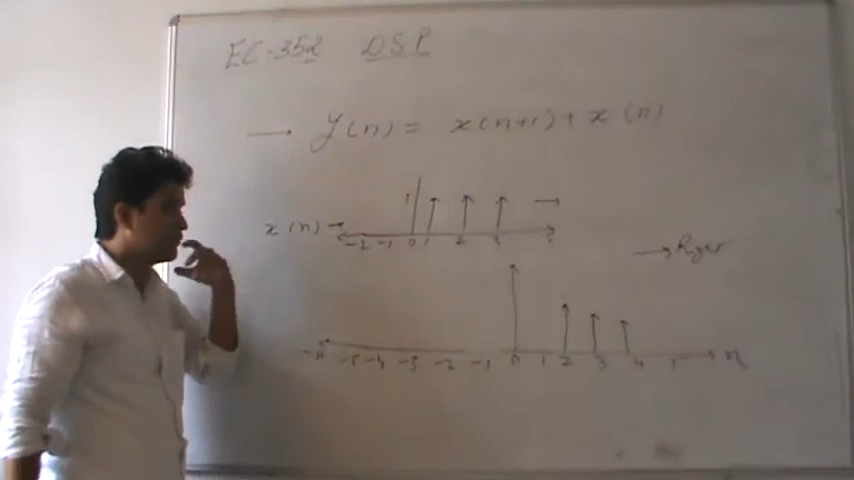 EC-352 DSP
→ y(n) = x(n+1) + x(n)
1
x(n) →
-2 -1 0 1 2 3
0 1 2 3 4
-n -5 -4 -3 -2 -1 n